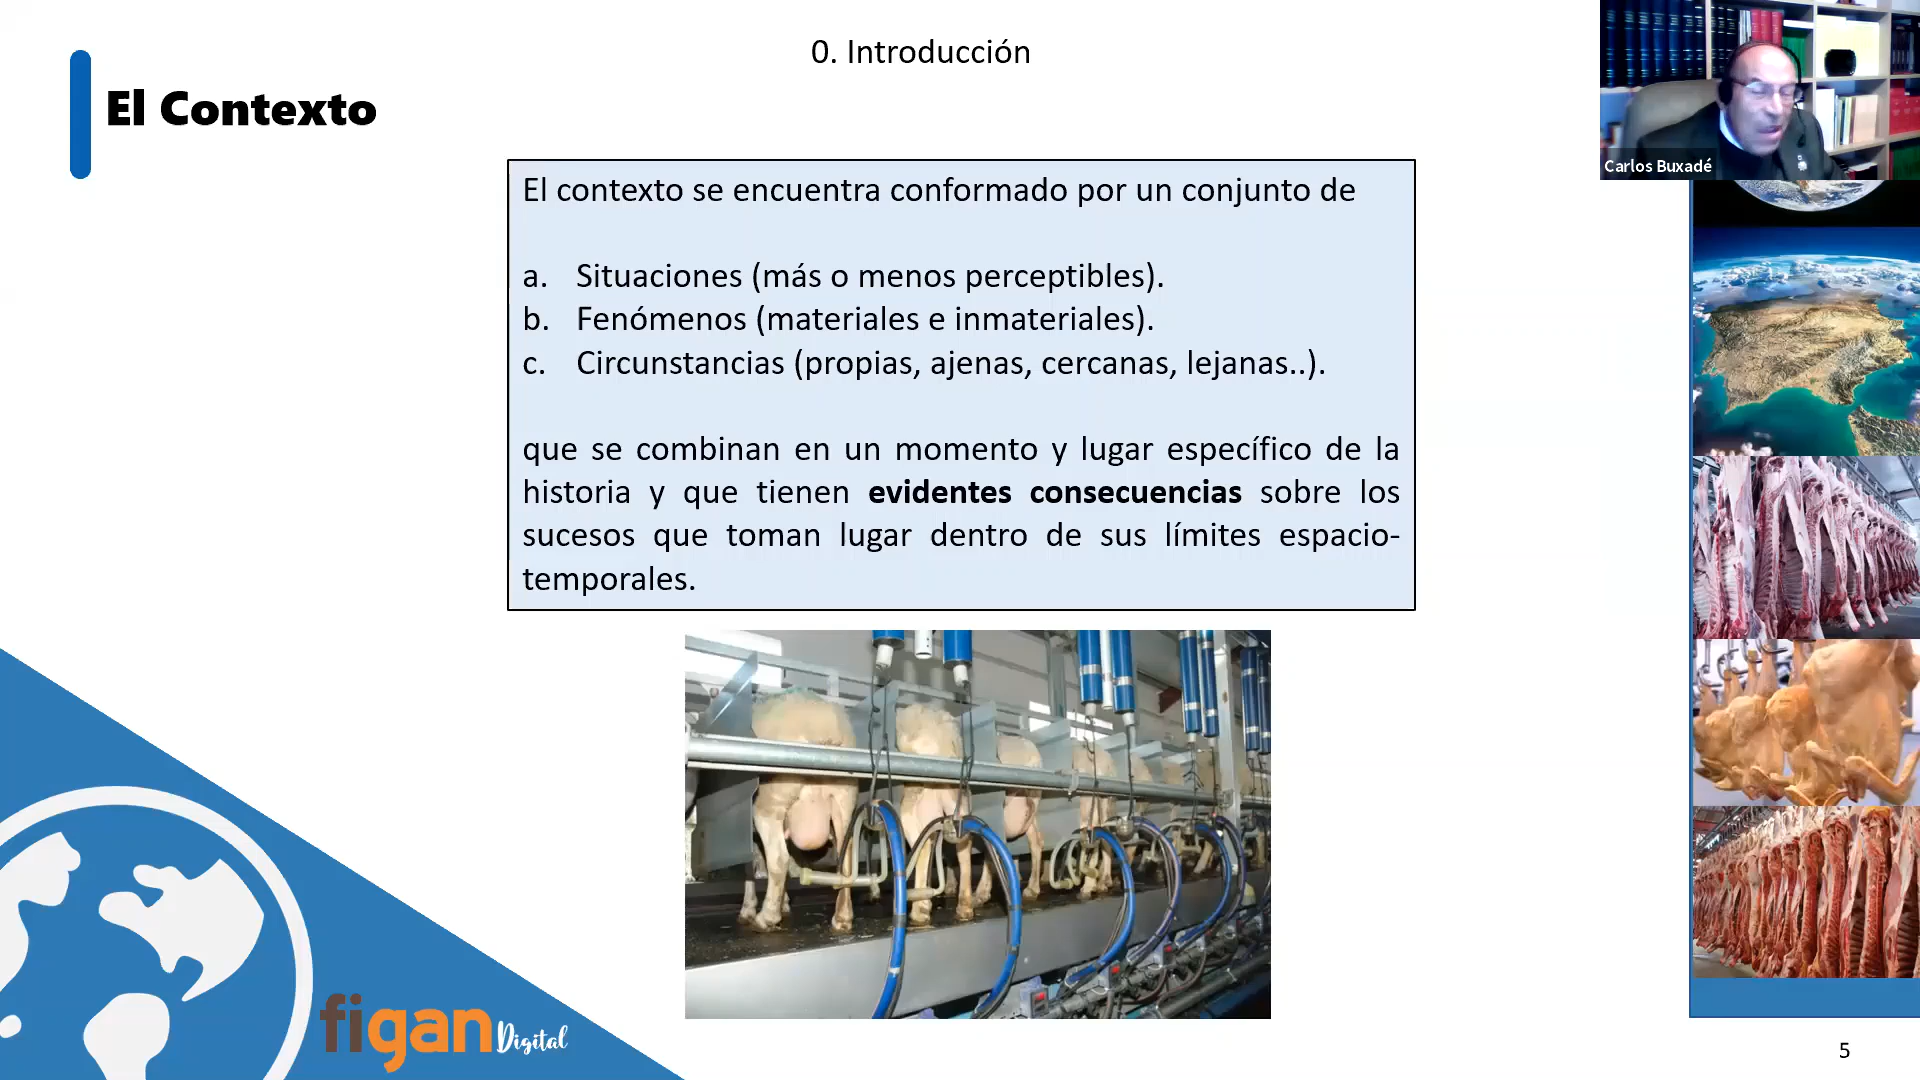 0. Introducción
El Contexto
Carlos Buxadé
El contexto se encuentra conformado por un conjunto de
a. Situaciones (más o menos perceptibles).
b. Fenómenos (materiales e inmateriales).
c. Circunstancias (propias, ajenas, cercanas, lejanas..).
que se combinan en un momento y lugar específico de la
historia y que tienen evidentes consecuencias sobre los
sucesos que toman lugar dentro de sus límites espacio-
temporales.
figan Digital
5